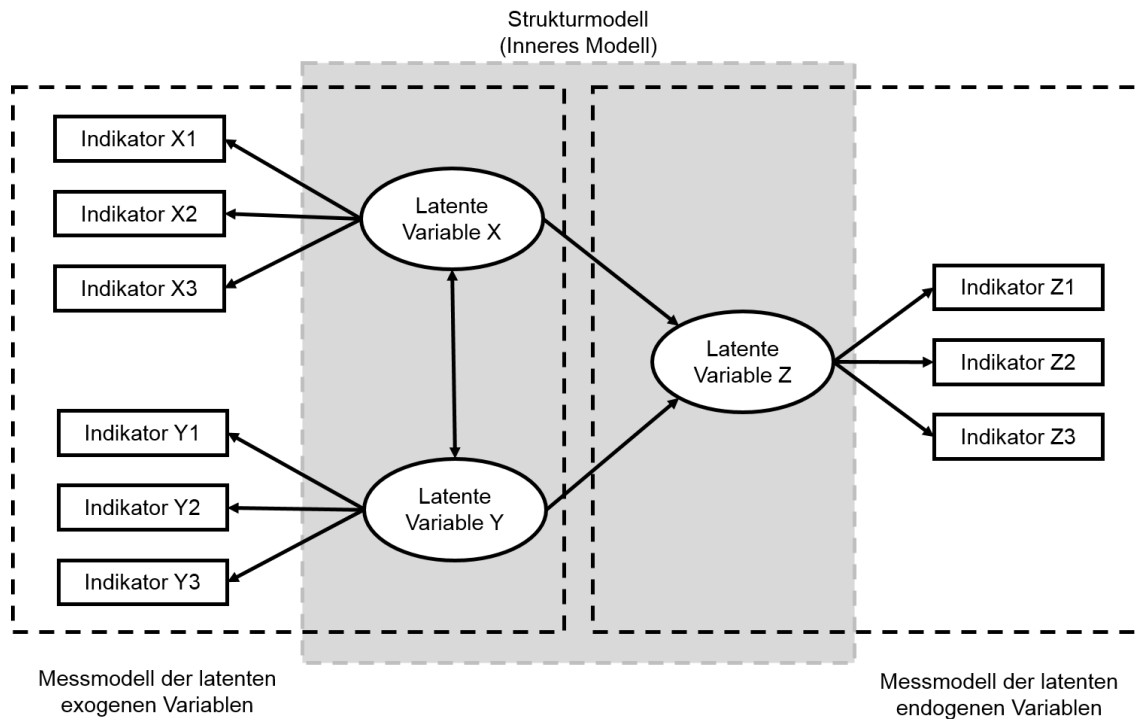 Strukturmodell
(Inneres Modell)
Indikator X1
Indikator X2
Indikator X3
Latente
Variable X
Latente
Variable Z
Indikator Z1
Indikator Z2
Indikator Z3
Indikator Y1
Indikator Y2
Indikator Y3
Latente
Variable Y
Messmodell der latenten
exogenen Variablen
Messmodell der latenten
endogenen Variablen